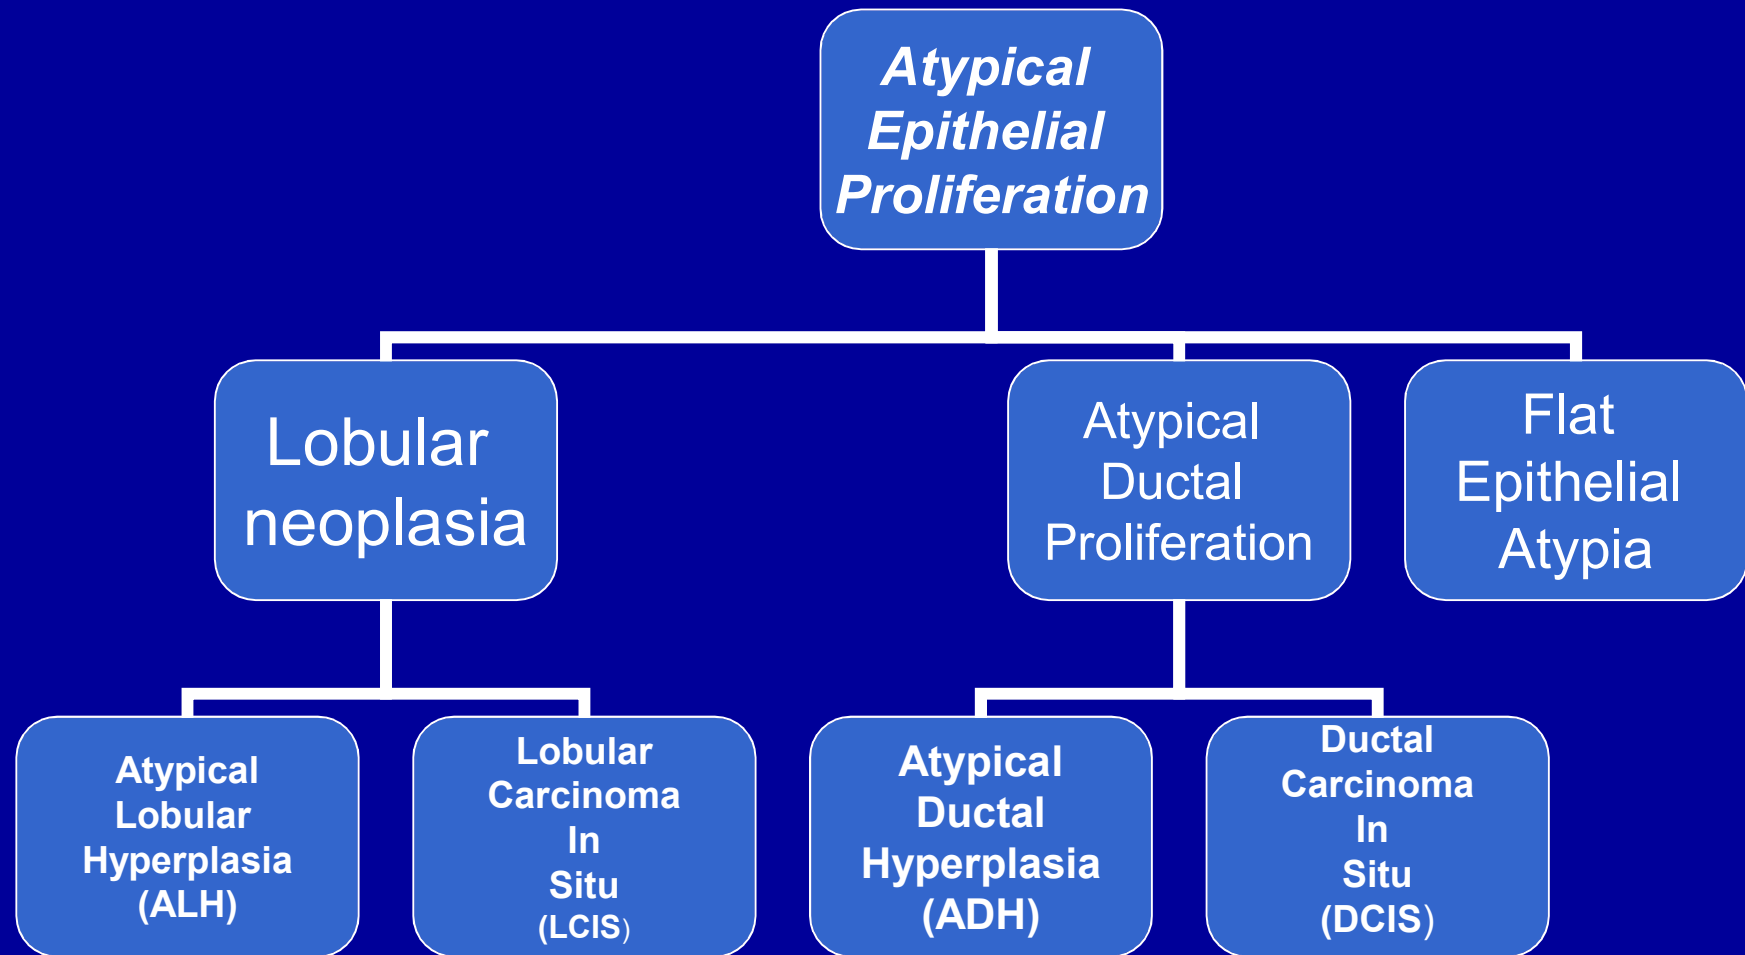 Atypical
Epithelial
Proliferation
Lobular
neoplasia
Atypical
Ductal
Proliferation
Flat
Epithelial
Atypia
Atypical
Lobular
Hyperplasia
(ALH)
Lobular
Carcinoma
In
Situ
(LCIS)
Atypical
Ductal
Hyperplasia
(ADH)
Ductal
Carcinoma
In
Situ
(DCIS)